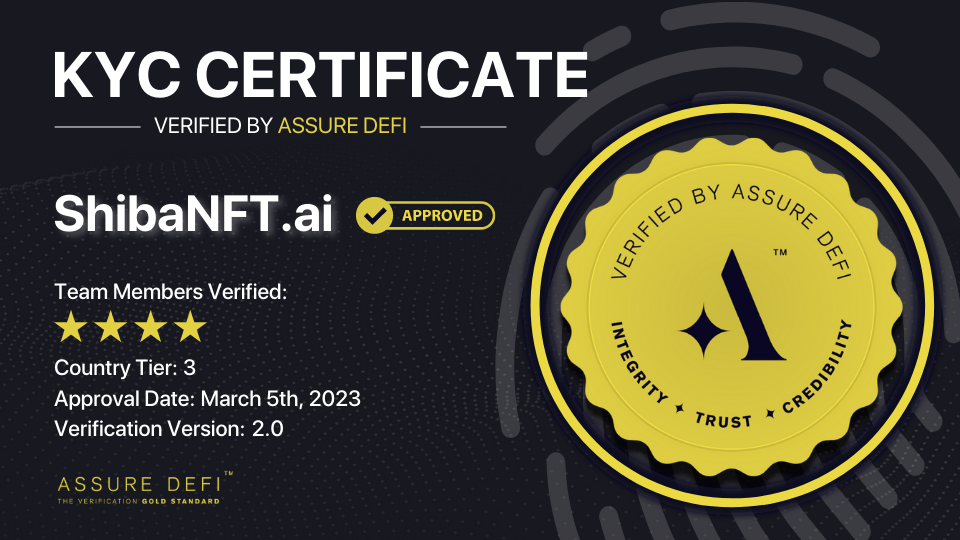 KYC CERTIFICATE
VERIFIED BY ASSURE DEFI
ShibaNFT.ai
APPROVED
Team Members Verified:
Country Tier: 3
Approval Date: March 5th, 2023
Verification Version: 2.0
ASSURE DEFI™
THE VERIFICATION GOLD STANDARD
VERIFIED BY ASSURE DEFI
™
INTEGRITY ✦ TRUST ✦ CREDIBILITY